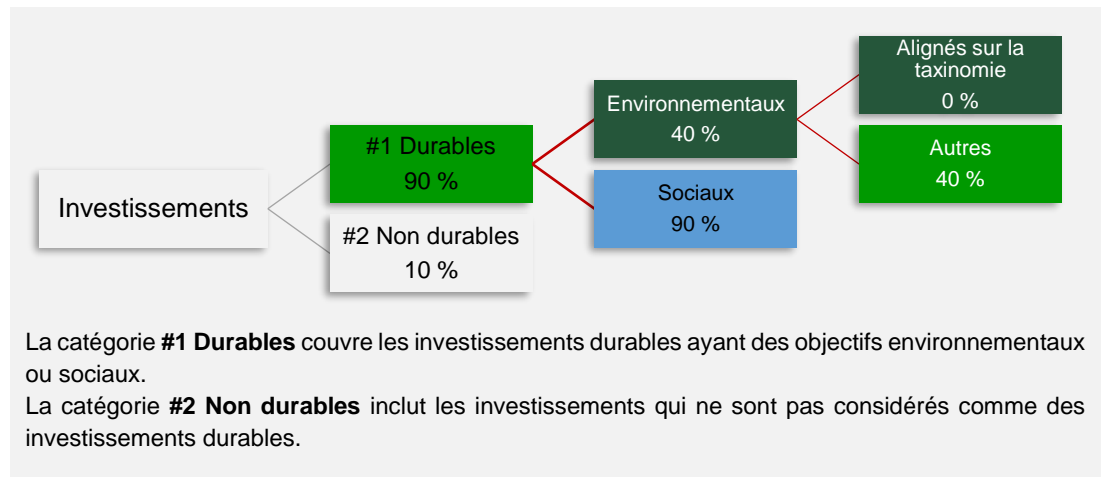 Investissements
#1 Durables
90 %
#2 Non durables
10 %
Environnementaux
40 %
Sociaux
90 %
Alignés sur la
taxinomie
0 %
Autres
40 %
La catégorie #1 Durables couvre les investissements durables ayant des objectifs environnementaux
ou sociaux.
La catégorie #2 Non durables inclut les investissements qui ne sont pas considérés comme des
investissements durables.